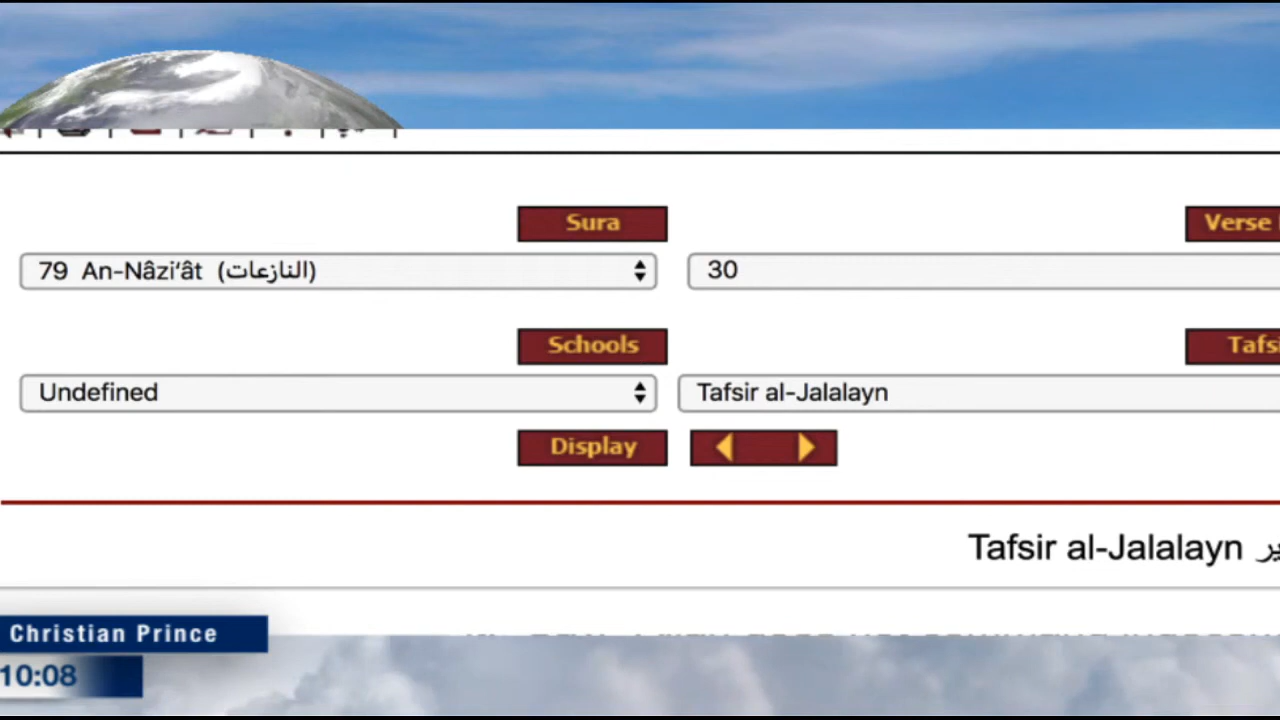 Sura
Verse
79 An-Nâzi‘ât (النازعات)
30
Schools
Tafsi
Undefined
Tafsir al-Jalalayn
Display
Tafsir al-Jalalayn
Christian Prince
10:08